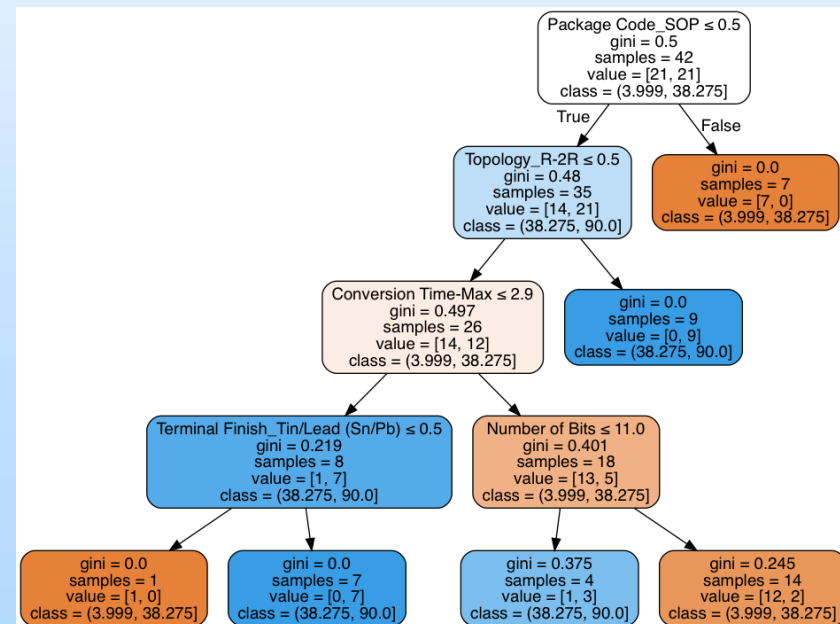 Package Code_SOP ≤ 0.5
gini = 0.5
samples = 42
value = [21, 21]
class = (3.999, 38.275]
True
False
Topology_R-2R ≤ 0.5
gini = 0.48
samples = 35
value = [14, 21]
class = (38.275, 90.0]
gini = 0.0
samples = 7
value = [7, 0]
class = (3.999, 38.275]
Conversion Time-Max ≤ 2.9
gini = 0.497
samples = 26
value = [14, 12]
class = (3.999, 38.275]
gini = 0.0
samples = 9
value = [0, 9]
class = (38.275, 90.0]
Terminal Finish_Tin/Lead (Sn/Pb) ≤ 0.5
gini = 0.219
samples = 8
value = [1, 7]
class = (38.275, 90.0]
Number of Bits ≤ 11.0
gini = 0.401
samples = 18
value = [13, 5]
class = (3.999, 38.275]
gini = 0.0
samples = 1
value = [1, 0]
class = (3.999, 38.275]
gini = 0.0
samples = 7
value = [0, 7]
class = (38.275, 90.0]
gini = 0.375
samples = 4
value = [1, 3]
class = (38.275, 90.0]
gini = 0.245
samples = 14
value = [12, 2]
class = (3.999, 38.275]